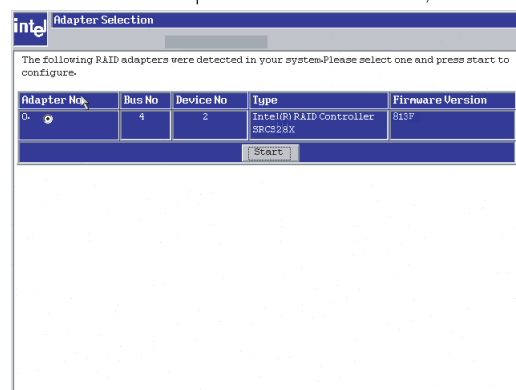 intel
Adapter Selection
The following RAID adapters were detected in your system.Please select one and press start to
configure.
Adapter No. Bus No Device No Type Firmware Version
0. 4 2 Intel(R) RAID Controller 813F
SRCS28X
Start